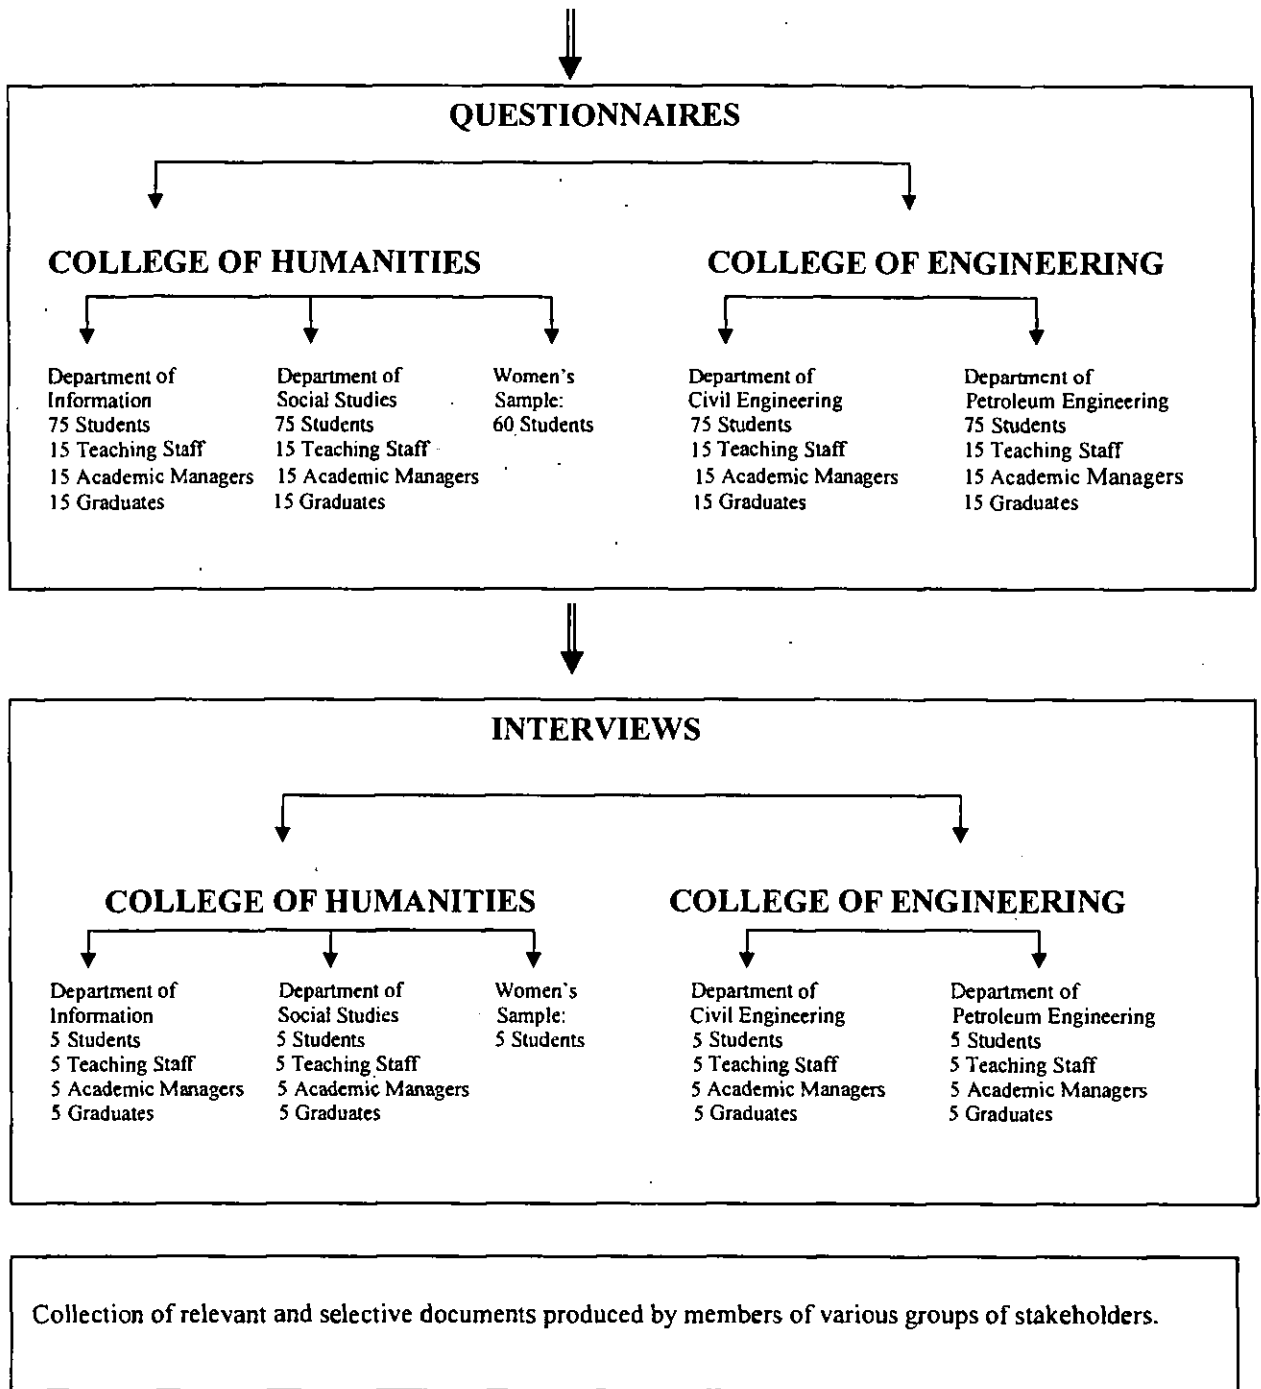 QUESTIONNAIRES
COLLEGE OF HUMANITIES
COLLEGE OF ENGINEERING
Department of
Information
75 Students
15 Teaching Staff
15 Academic Managers
15 Graduates
Department of
Social Studies
75 Students
15 Teaching Staff
15 Academic Managers
15 Graduates
Women's
Sample:
60 Students
Department of
Civil Engineering
75 Students
15 Teaching Staff
15 Academic Managers
15 Graduates
Department of
Petroleum Engineering
75 Students
15 Teaching Staff
15 Academic Managers
15 Graduates
INTERVIEWS
COLLEGE OF HUMANITIES
COLLEGE OF ENGINEERING
Department of
Information
5 Students
5 Teaching Staff
5 Academic Managers
5 Graduates
Department of
Social Studies
5 Students
5 Teaching Staff
5 Academic Managers
5 Graduates
Women's
Sample:
5 Students
Department of
Civil Engineering
5 Students
5 Teaching Staff
5 Academic Managers
5 Graduates
Department of
Petroleum Engineering
5 Students
5 Teaching Staff
5 Academic Managers
5 Graduates
Collection of relevant and selective documents produced by members of various groups of stakeholders.